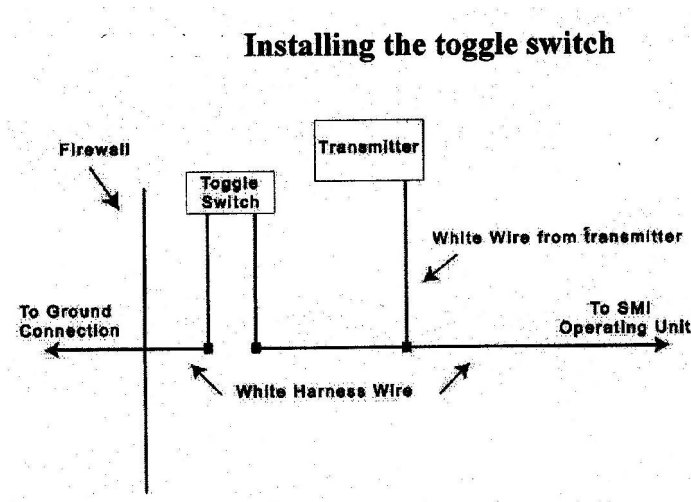 Installing the toggle switch
Firewall
Transmitter
Toggle
Switch
White Wire from transmitter
To Ground
Connection
To SMI
Operating Unit
White Harness Wire